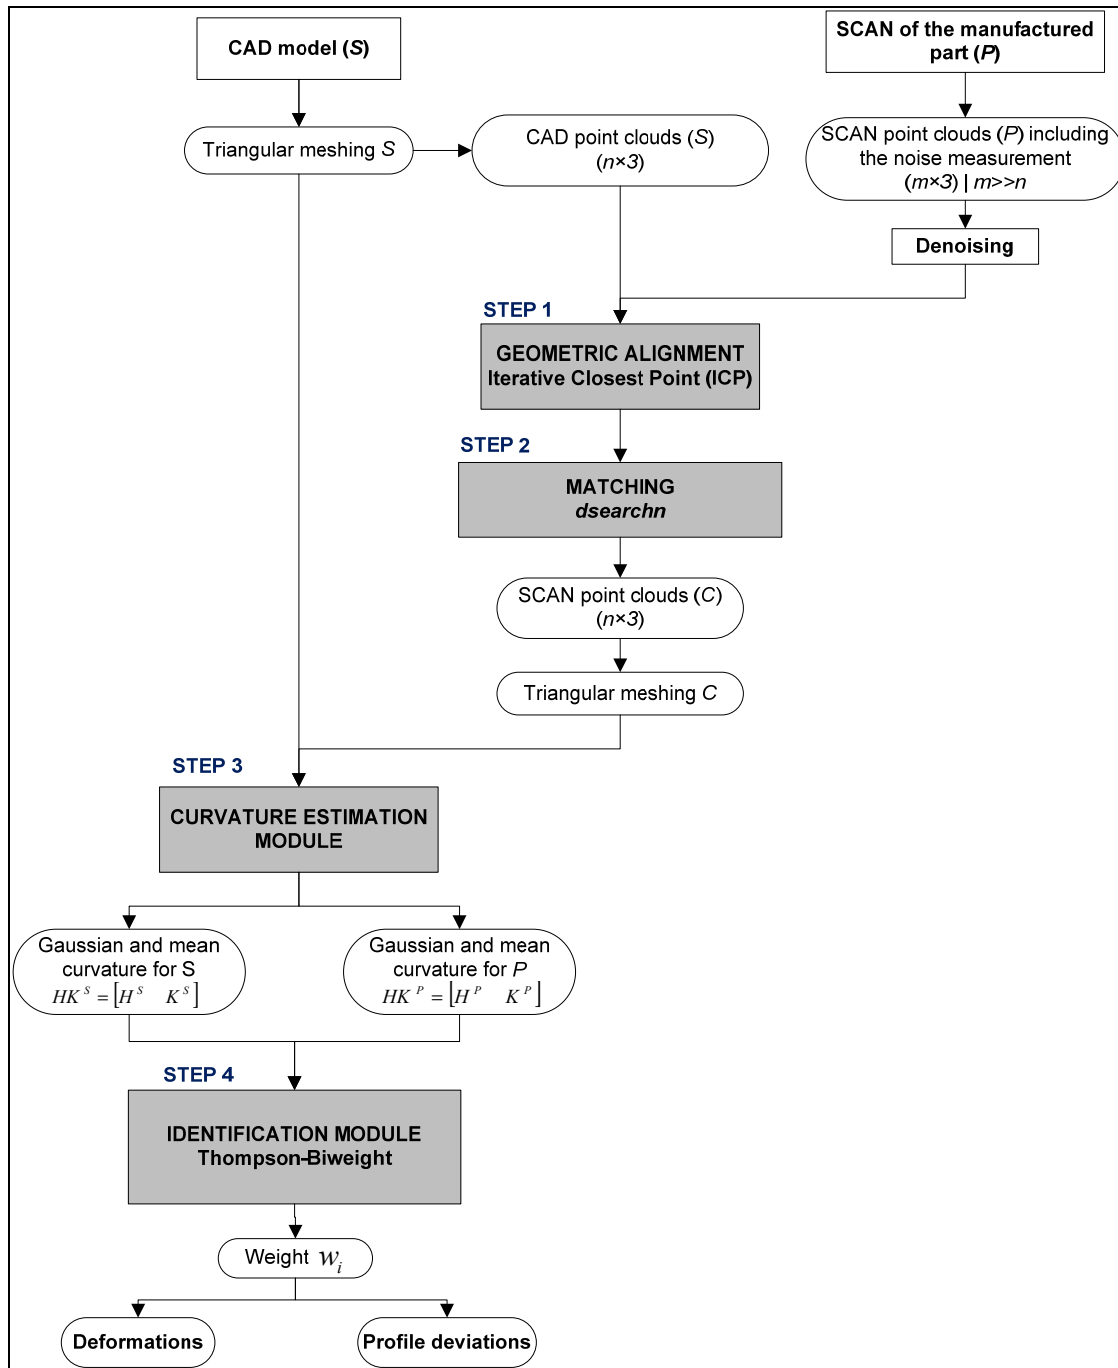 CAD model (S)
SCAN of the manufactured
part (P)
Triangular meshing S
CAD point clouds (S)
(n×3)
SCAN point clouds (P) including
the noise measurement
(m×3) | m>>n
Denoising
STEP 1
GEOMETRIC ALIGNMENT
Iterative Closest Point (ICP)
STEP 2
MATCHING
dsearchn
SCAN point clouds (C)
(n×3)
Triangular meshing C
STEP 3
CURVATURE ESTIMATION
MODULE
Gaussian and mean
curvature for S
HK^S = [H^S K^S]
Gaussian and mean
curvature for P
HK^P = [H^P K^P]
STEP 4
IDENTIFICATION MODULE
Thompson-Biweight
Weight w_i
Deformations
Profile deviations